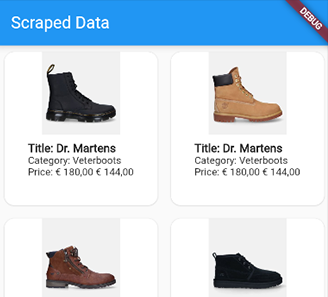 Scraped Data
DEBUG
Title: Dr. Martens
Category: Veterboots
Price: € 180,00 € 144,00
Title: Dr. Martens
Category: Veterboots
Price: € 180,00 € 144,00